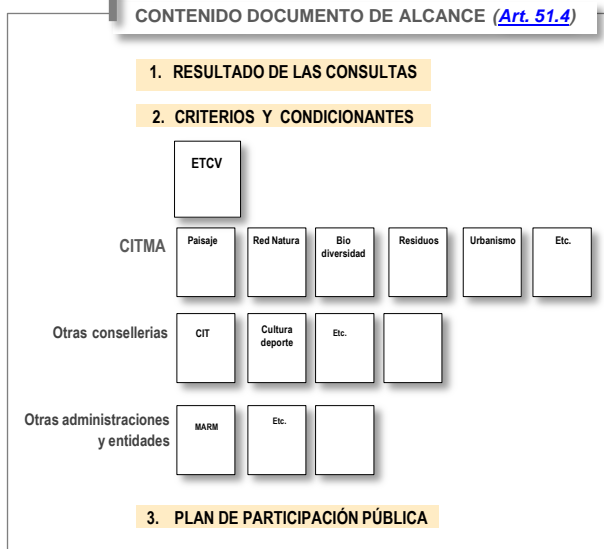 CONTENIDO DOCUMENTO DE ALCANCE (Art. 51.4)
1. RESULTADO DE LAS CONSULTAS
2. CRITERIOS Y CONDICIONANTES
ETCV
CITMA
Paisaje
Red Natura
Bio
diversidad
Residuos
Urbanismo
Etc.
Otras consellerias
CIT
Cultura
deporte
Etc.
Otras administraciones
y entidades
MARM
Etc.
3. PLAN DE PARTICIPACIÓN PÚBLICA